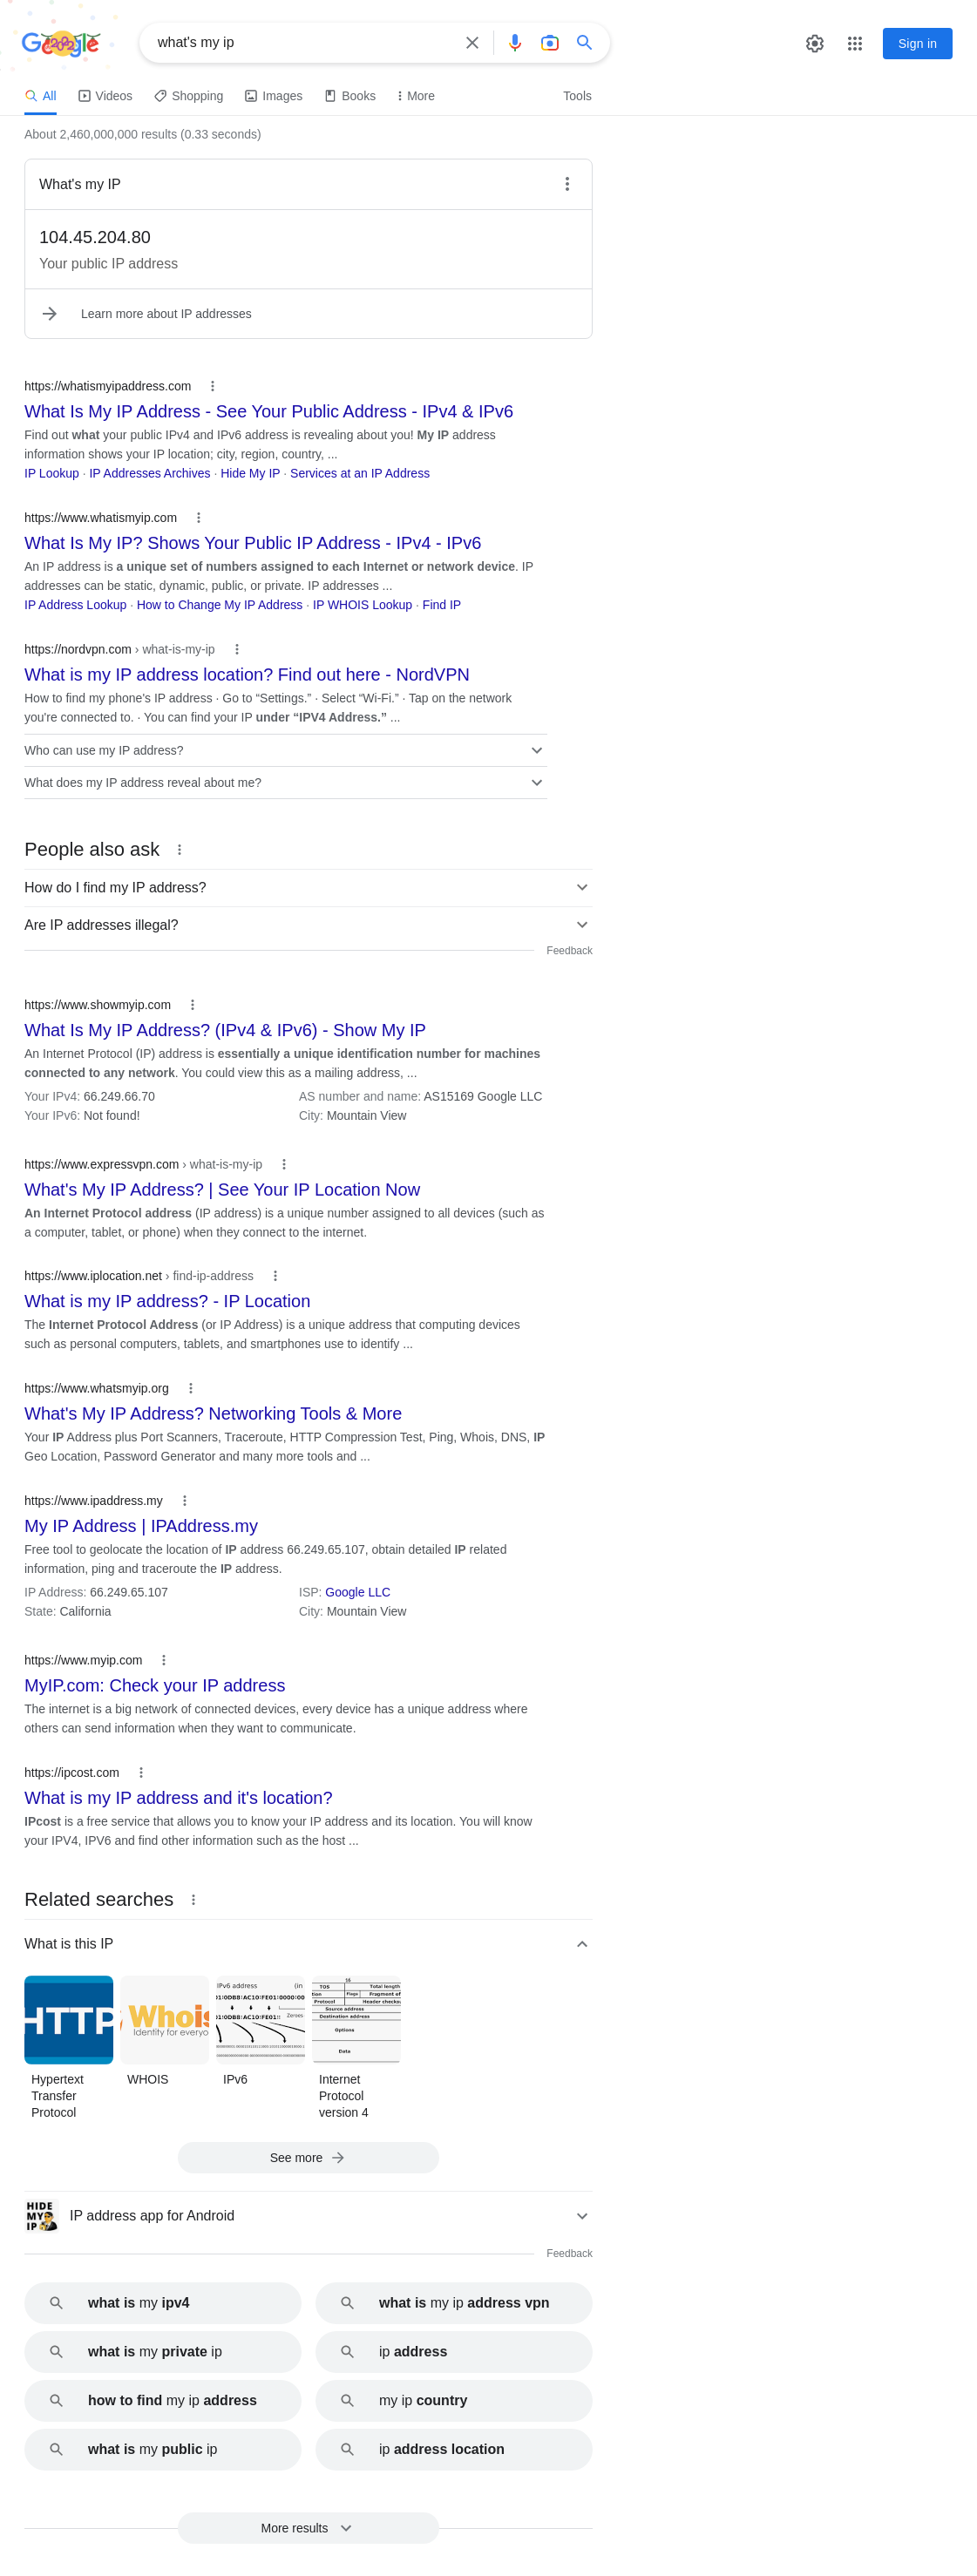 Google
what's my ip
Sign in
All
Videos
Shopping
Images
Books
More
Tools
About 2,460,000,000 results (0.33 seconds)
What's my IP
104.45.204.80
Your public IP address
Learn more about IP addresses
https://whatismyipaddress.com
What Is My IP Address - See Your Public Address - IPv4 & IPv6
Find out what your public IPv4 and IPv6 address is revealing about you! My IP address
information shows your IP location; city, region, country, ...
IP Lookup · IP Addresses Archives · Hide My IP · Services at an IP Address
https://www.whatismyip.com
What Is My IP? Shows Your Public IP Address - IPv4 - IPv6
An IP address is a unique set of numbers assigned to each Internet or network device. IP
addresses can be static, dynamic, public, or private. IP addresses ...
IP Address Lookup · How to Change My IP Address · IP WHOIS Lookup · Find IP
https://nordvpn.com › what-is-my-ip
What is my IP address location? Find out here - NordVPN
How to find my phone's IP address · Go to “Settings.” · Select “Wi-Fi.” · Tap on the network
you're connected to. · You can find your IP under “IPV4 Address.” ...
Who can use my IP address?
What does my IP address reveal about me?
People also ask
How do I find my IP address?
Are IP addresses illegal?
Feedback
https://www.showmyip.com
What Is My IP Address? (IPv4 & IPv6) - Show My IP
An Internet Protocol (IP) address is essentially a unique identification number for machines
connected to any network. You could view this as a mailing address, ...
Your IPv4: 66.249.66.70
AS number and name: AS15169 Google LLC
Your IPv6: Not found!
City: Mountain View
https://www.expressvpn.com › what-is-my-ip
What's My IP Address? | See Your IP Location Now
An Internet Protocol address (IP address) is a unique number assigned to all devices (such as
a computer, tablet, or phone) when they connect to the internet.
https://www.iplocation.net › find-ip-address
What is my IP address? - IP Location
The Internet Protocol Address (or IP Address) is a unique address that computing devices
such as personal computers, tablets, and smartphones use to identify ...
https://www.whatsmyip.org
What's My IP Address? Networking Tools & More
Your IP Address plus Port Scanners, Traceroute, HTTP Compression Test, Ping, Whois, DNS, IP
Geo Location, Password Generator and many more tools and ...
https://www.ipaddress.my
My IP Address | IPAddress.my
Free tool to geolocate the location of IP address 66.249.65.107, obtain detailed IP related
information, ping and traceroute the IP address.
IP Address: 66.249.65.107
ISP: Google LLC
State: California
City: Mountain View
https://www.myip.com
MyIP.com: Check your IP address
The internet is a big network of connected devices, every device has a unique address where
others can send information when they want to communicate.
https://ipcost.com
What is my IP address and it's location?
IPcost is a free service that allows you to know your IP address and its location. You will know
your IPV4, IPV6 and find other information such as the host ...
Related searches
What is this IP
HTTP
Whois
Identity for everyo
IPv6 address (in
Zeroes
16
TOS Total length
Flags Fragment of
Protocol Header checks
Source address
Destination address
Options
Data
Hypertext
Transfer
Protocol
WHOIS
IPv6
Internet
Protocol
version 4
See more
HIDE
MY
IP
IP address app for Android
Feedback
what is my ipv4
what is my ip address vpn
what is my private ip
ip address
how to find my ip address
my ip country
what is my public ip
ip address location
More results